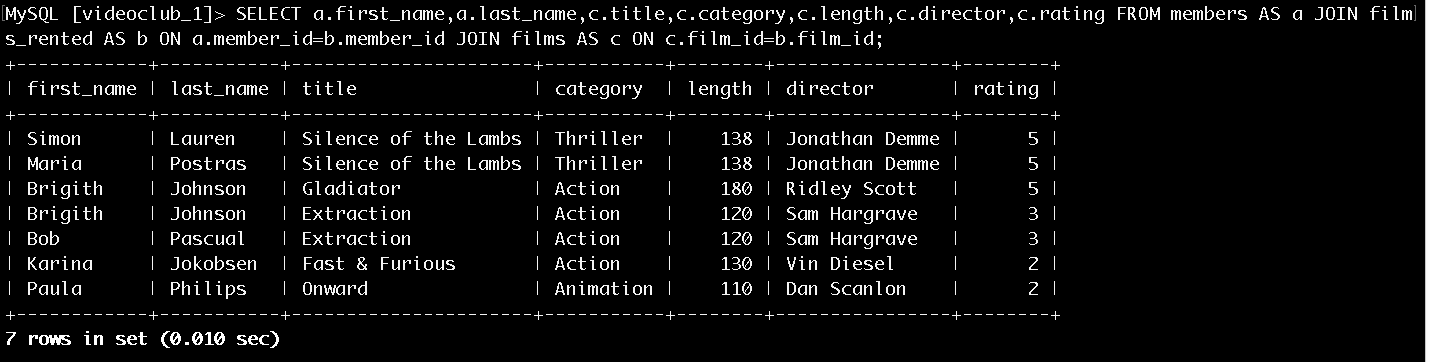 MySQL [videoclub_1]> SELECT a.first_name,a.last_name,c.title,c.category,c.length,c.director,c.rating FROM members AS a JOIN film
s_rented AS b ON a.member_id=b.member_id JOIN films AS c ON c.film_id=b.film_id;
+------------+-----------+----------------------+-----------+--------+----------------+--------+
| first_name | last_name | title                | category  | length | director       | rating |
+------------+-----------+----------------------+-----------+--------+----------------+--------+
| Simon      | Lauren    | Silence of the Lambs | Thriller  |    138 | Jonathan Demme |      5 |
| Maria      | Postras   | Silence of the Lambs | Thriller  |    138 | Jonathan Demme |      5 |
| Brigith    | Johnson   | Gladiator            | Action    |    180 | Ridley Scott   |      5 |
| Brigith    | Johnson   | Extraction           | Action    |    120 | Sam Hargrave   |      3 |
| Bob        | Pascual   | Extraction           | Action    |    120 | Sam Hargrave   |      3 |
| Karina     | Jokobsen  | Fast & Furious       | Action    |    130 | Vin Diesel     |      2 |
| Paula      | Philips   | Onward               | Animation |    110 | Dan Scanlon    |      2 |
+------------+-----------+----------------------+-----------+--------+----------------+--------+
7 rows in set (0.010 sec)